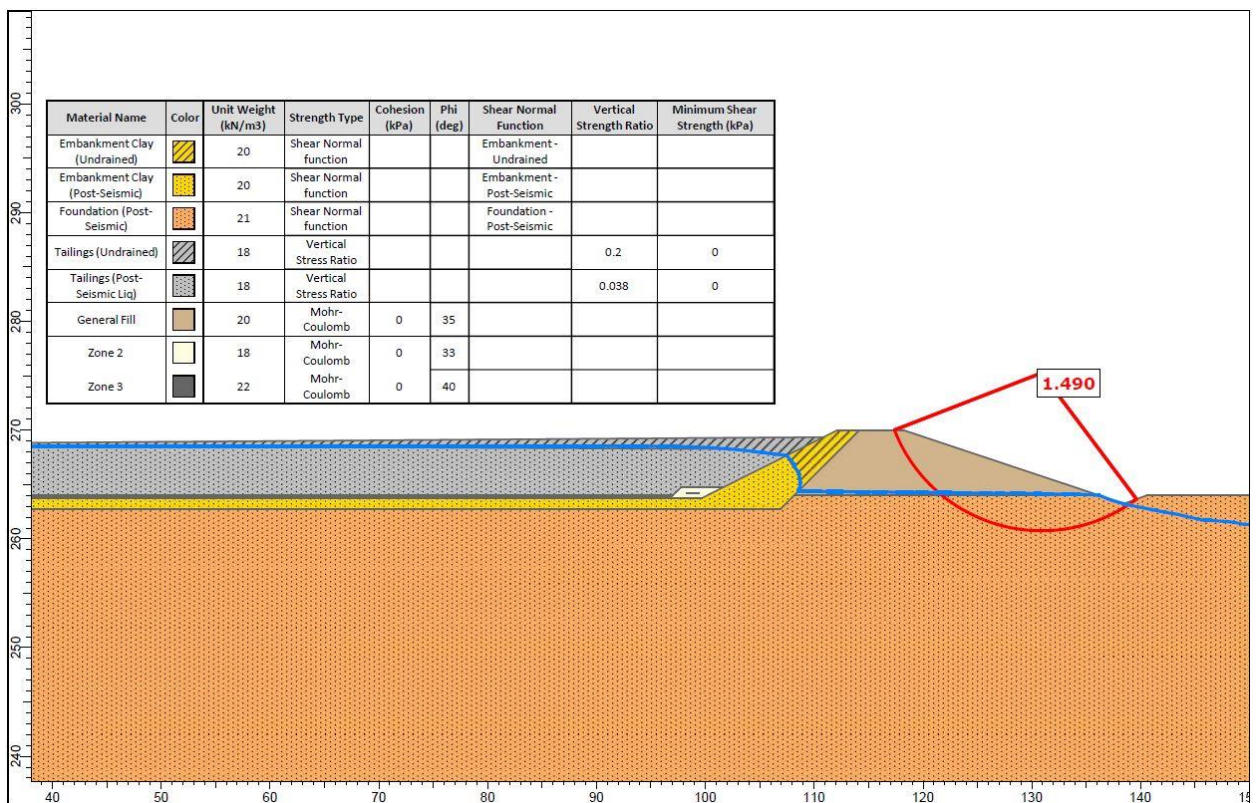 Material Name Color Unit Weight (kN/m3) Strength Type Cohesion (kPa) Phi (deg) Shear Normal Function Vertical Strength Ratio Minimum Shear Strength (kPa)
Embankment Clay (Undrained) 20 Shear Normal function Embankment - Undrained
Embankment Clay (Post-Seismic) 20 Shear Normal function Embankment - Post-Seismic
Foundation (Post-Seismic) 21 Shear Normal function Foundation - Post-Seismic
Tailings (Undrained) 18 Vertical Stress Ratio 0.2 0
Tailings (Post-Seismic Liq) 18 Vertical Stress Ratio 0.038 0
General Fill 20 Mohr-Coulomb 0 35
Zone 2 18 Mohr-Coulomb 0 33
Zone 3 22 Mohr-Coulomb 0 40
1.490
300
290
280
270
260
250
240
40 50 60 70 80 90 100 110 120 130 140 15